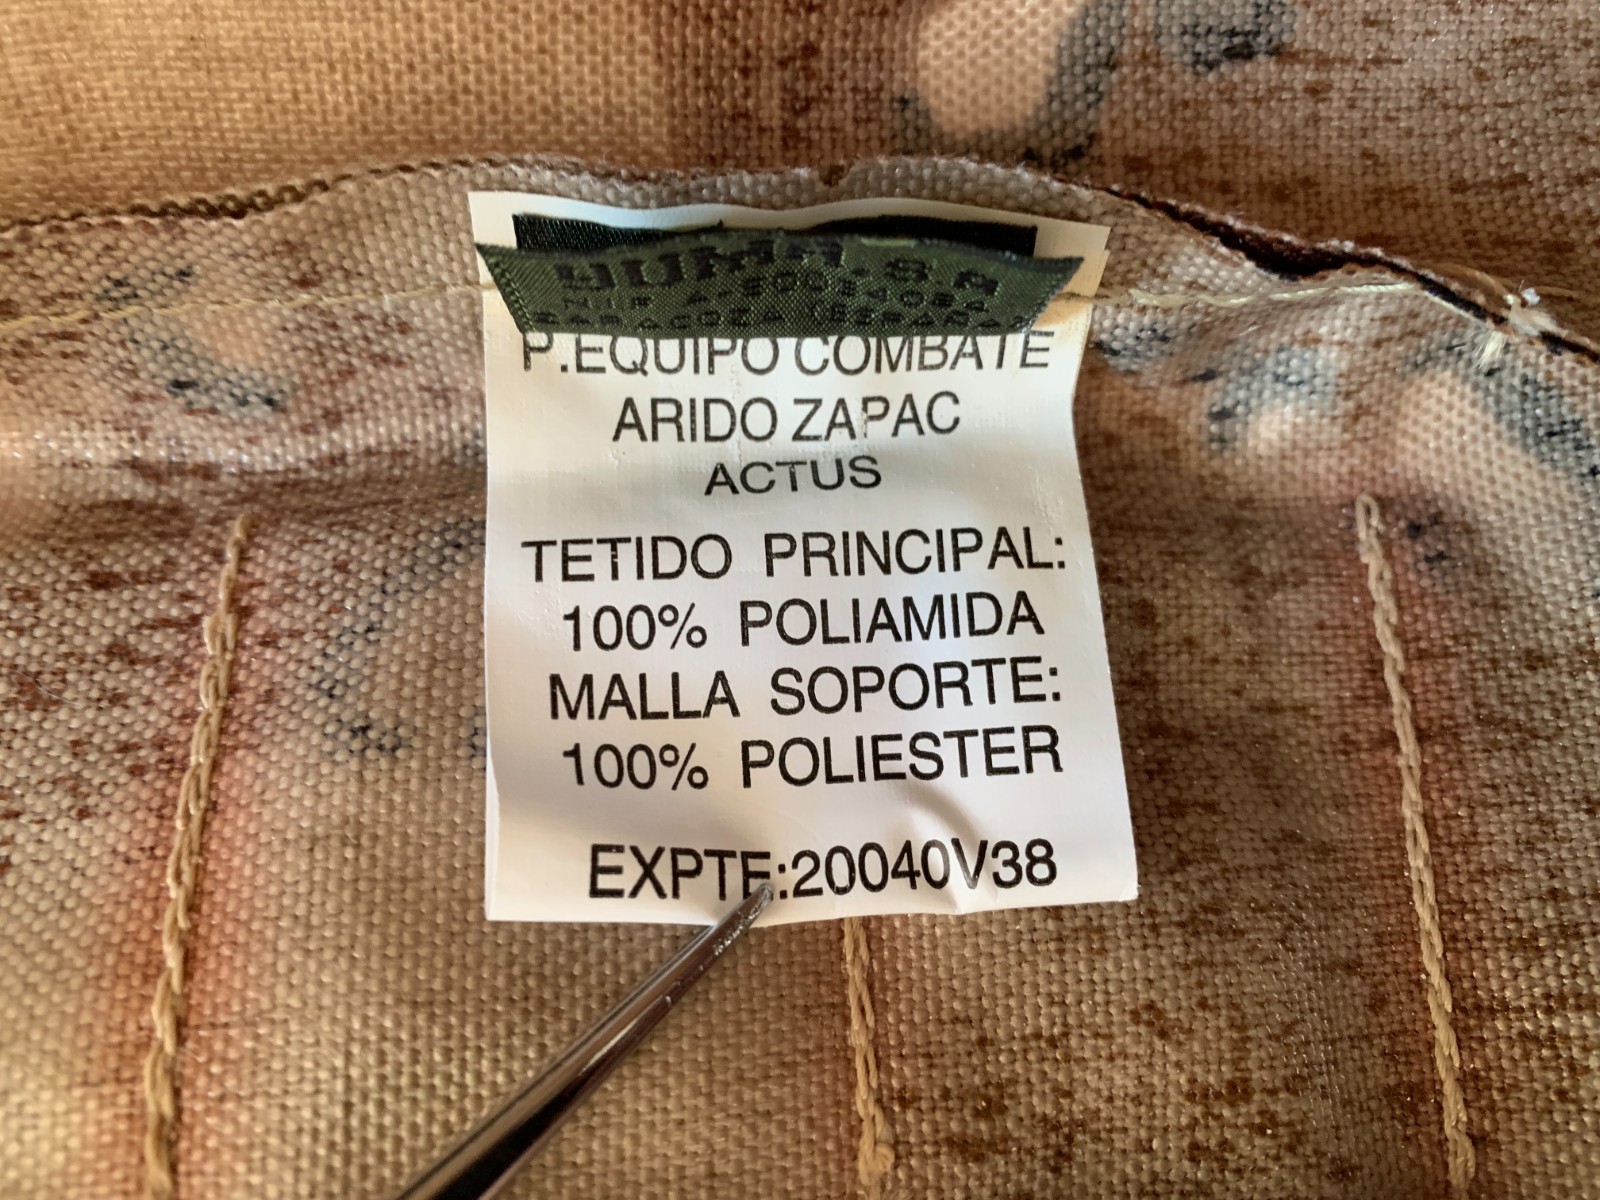 P.EQUIPO COMBATE
ARIDO ZAPAC
ACTUS
TETIDO PRINCIPAL:
100% POLIAMIDA
MALLA SOPORTE:
100% POLIESTER
EXPTE:20040V38